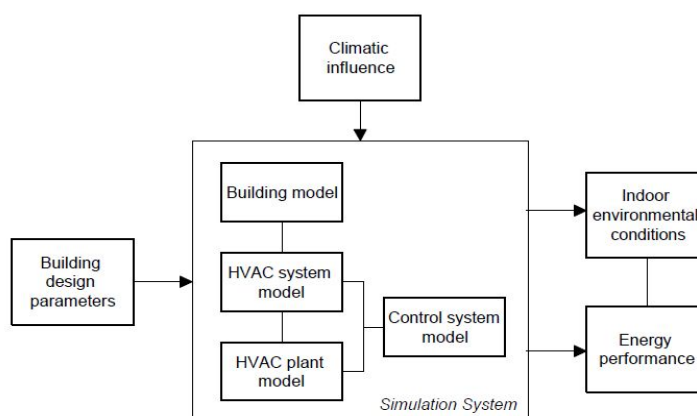 Climatic
influence
Building model
Indoor
environmental
conditions
Building
design
parameters
HVAC system
model
Control system
model
HVAC plant
model
Energy
performance
Simulation System